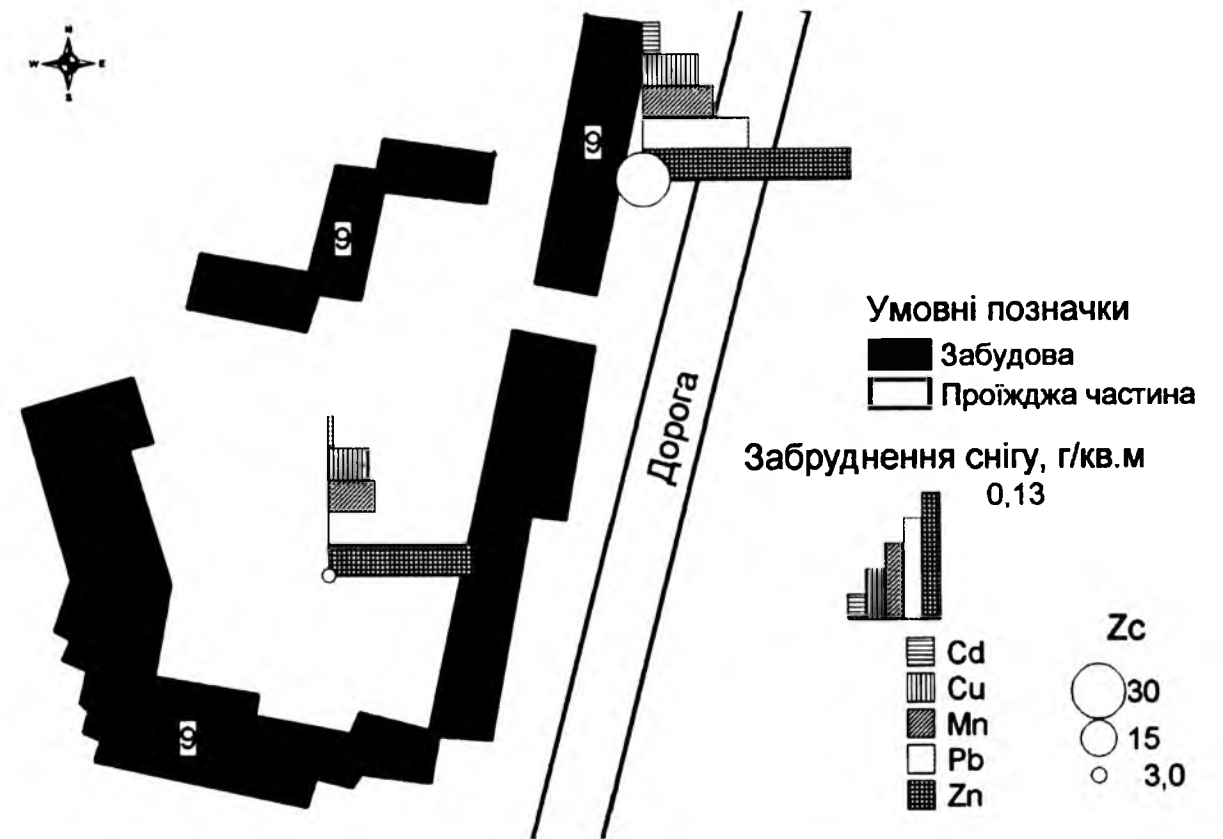 N
W E
S
9
9
Умовні позначки
Забудова
Проїжджа частина
Дорога
Забруднення снігу, г/кв.м
0,13
Zc
Cd
Cu
30
Mn
15
Pb
3,0
Zn
9